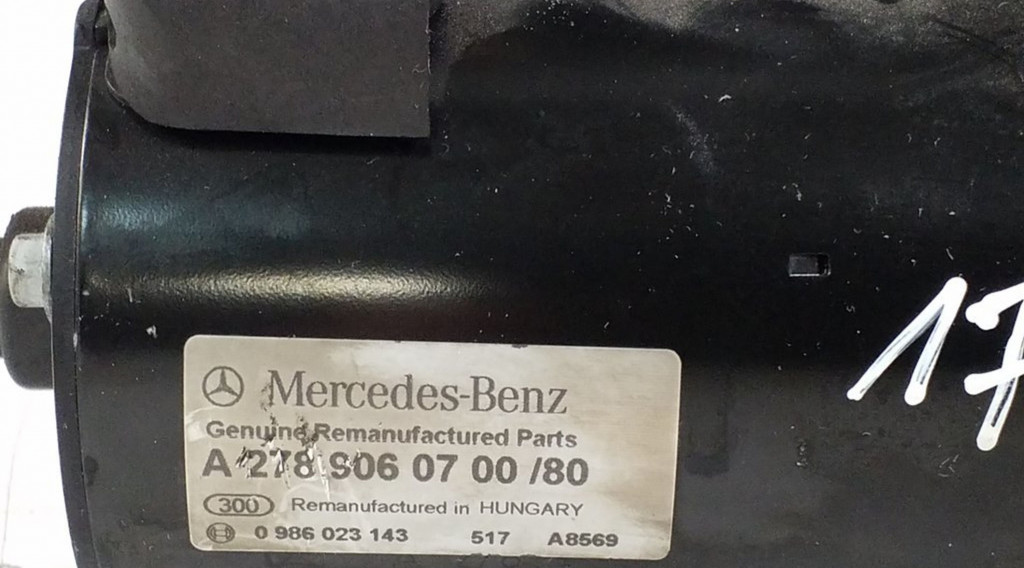 17
Mercedes-Benz
Genuine Remanufactured Parts
A 278 906 07 00 /80
300 Remanufactured in HUNGARY
0 986 023 143 517 A8569